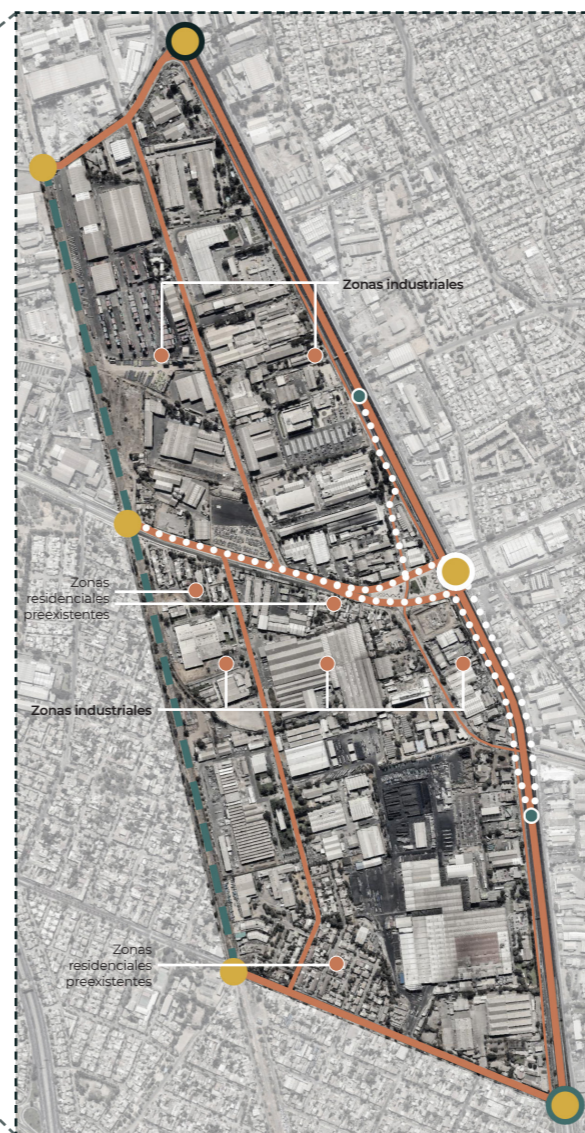 Zonas industriales
Zonas
residenciales
preexistentes
Zonas industriales
Zonas
residenciales
preexistentes